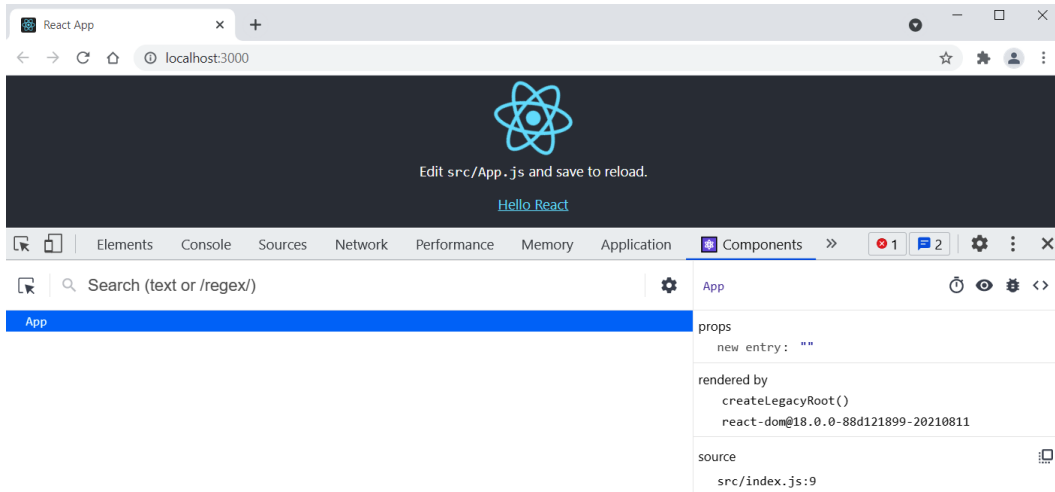 React App
localhost:3000
Edit src/App.js and save to reload.
Hello React
Elements Console Sources Network Performance Memory Application Components 1 2
Search (text or /regex/)
App
App
props
new entry: ""
rendered by
createLegacyRoot()
react-dom@18.0.0-88d121899-20210811
source
src/index.js:9